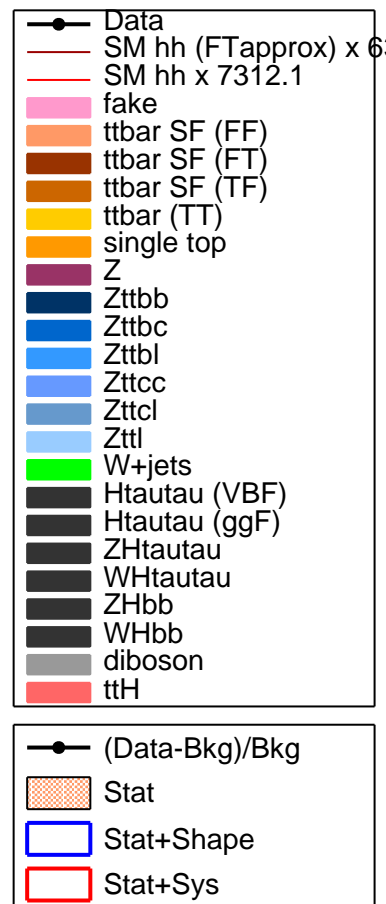 Data
SM hh (FTapprox) x 6
SM hh x 7312.1
fake
ttbar SF (FF)
ttbar SF (FT)
ttbar SF (TF)
ttbar (TT)
single top
Z
Zttbb
Zttbc
Zttbl
Zttcc
Zttcl
Zttl
W+jets
Htautau (VBF)
Htautau (ggF)
ZHtautau
WHtautau
ZHbb
WHbb
diboson
ttH
(Data-Bkg)/Bkg
Stat
Stat+Shape
Stat+Sys